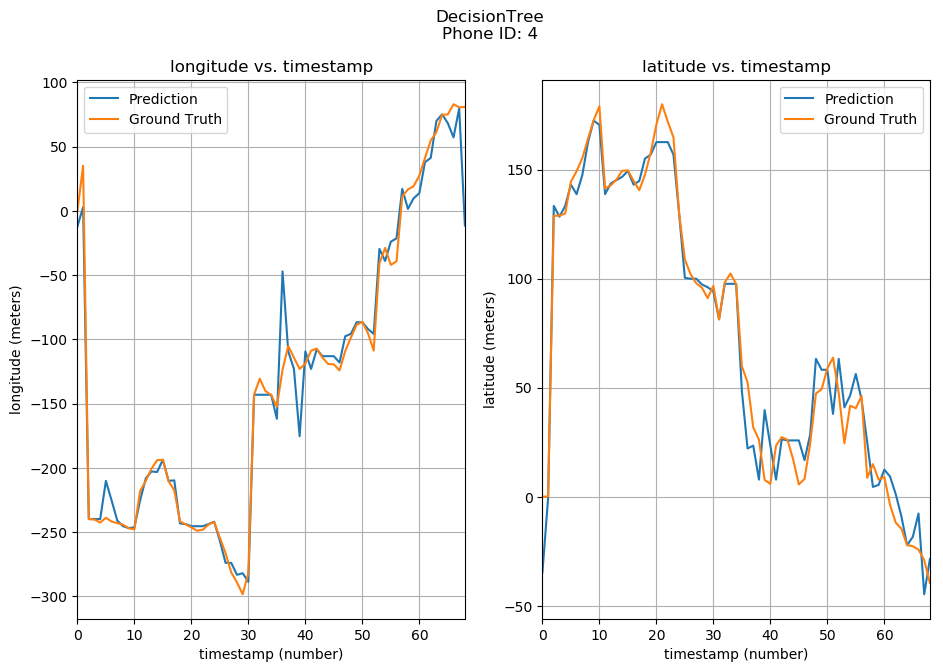 DecisionTree
Phone ID: 4
longitude vs. timestamp
100
50
0
−50
−100
−150
−200
−250
−300
longitude (meters)
0 10 20 30 40 50 60
timestamp (number)
Prediction
Ground Truth
latitude vs. timestamp
150
100
50
0
−50
latitude (meters)
0 10 20 30 40 50 60
timestamp (number)
Prediction
Ground Truth